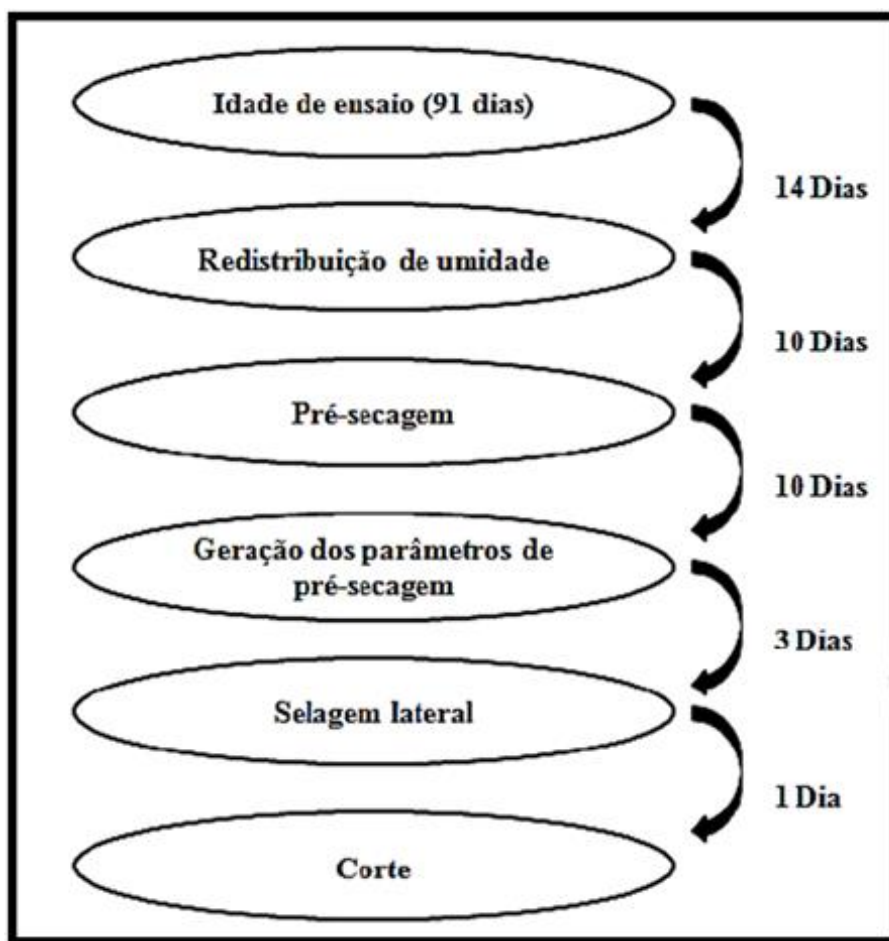 Idade de ensaio (91 dias)
14 Dias
Redistribuição de umidade
10 Dias
Pré-secagem
10 Dias
Geração dos parâmetros de
pré-secagem
3 Dias
Selagem lateral
1 Dia
Corte